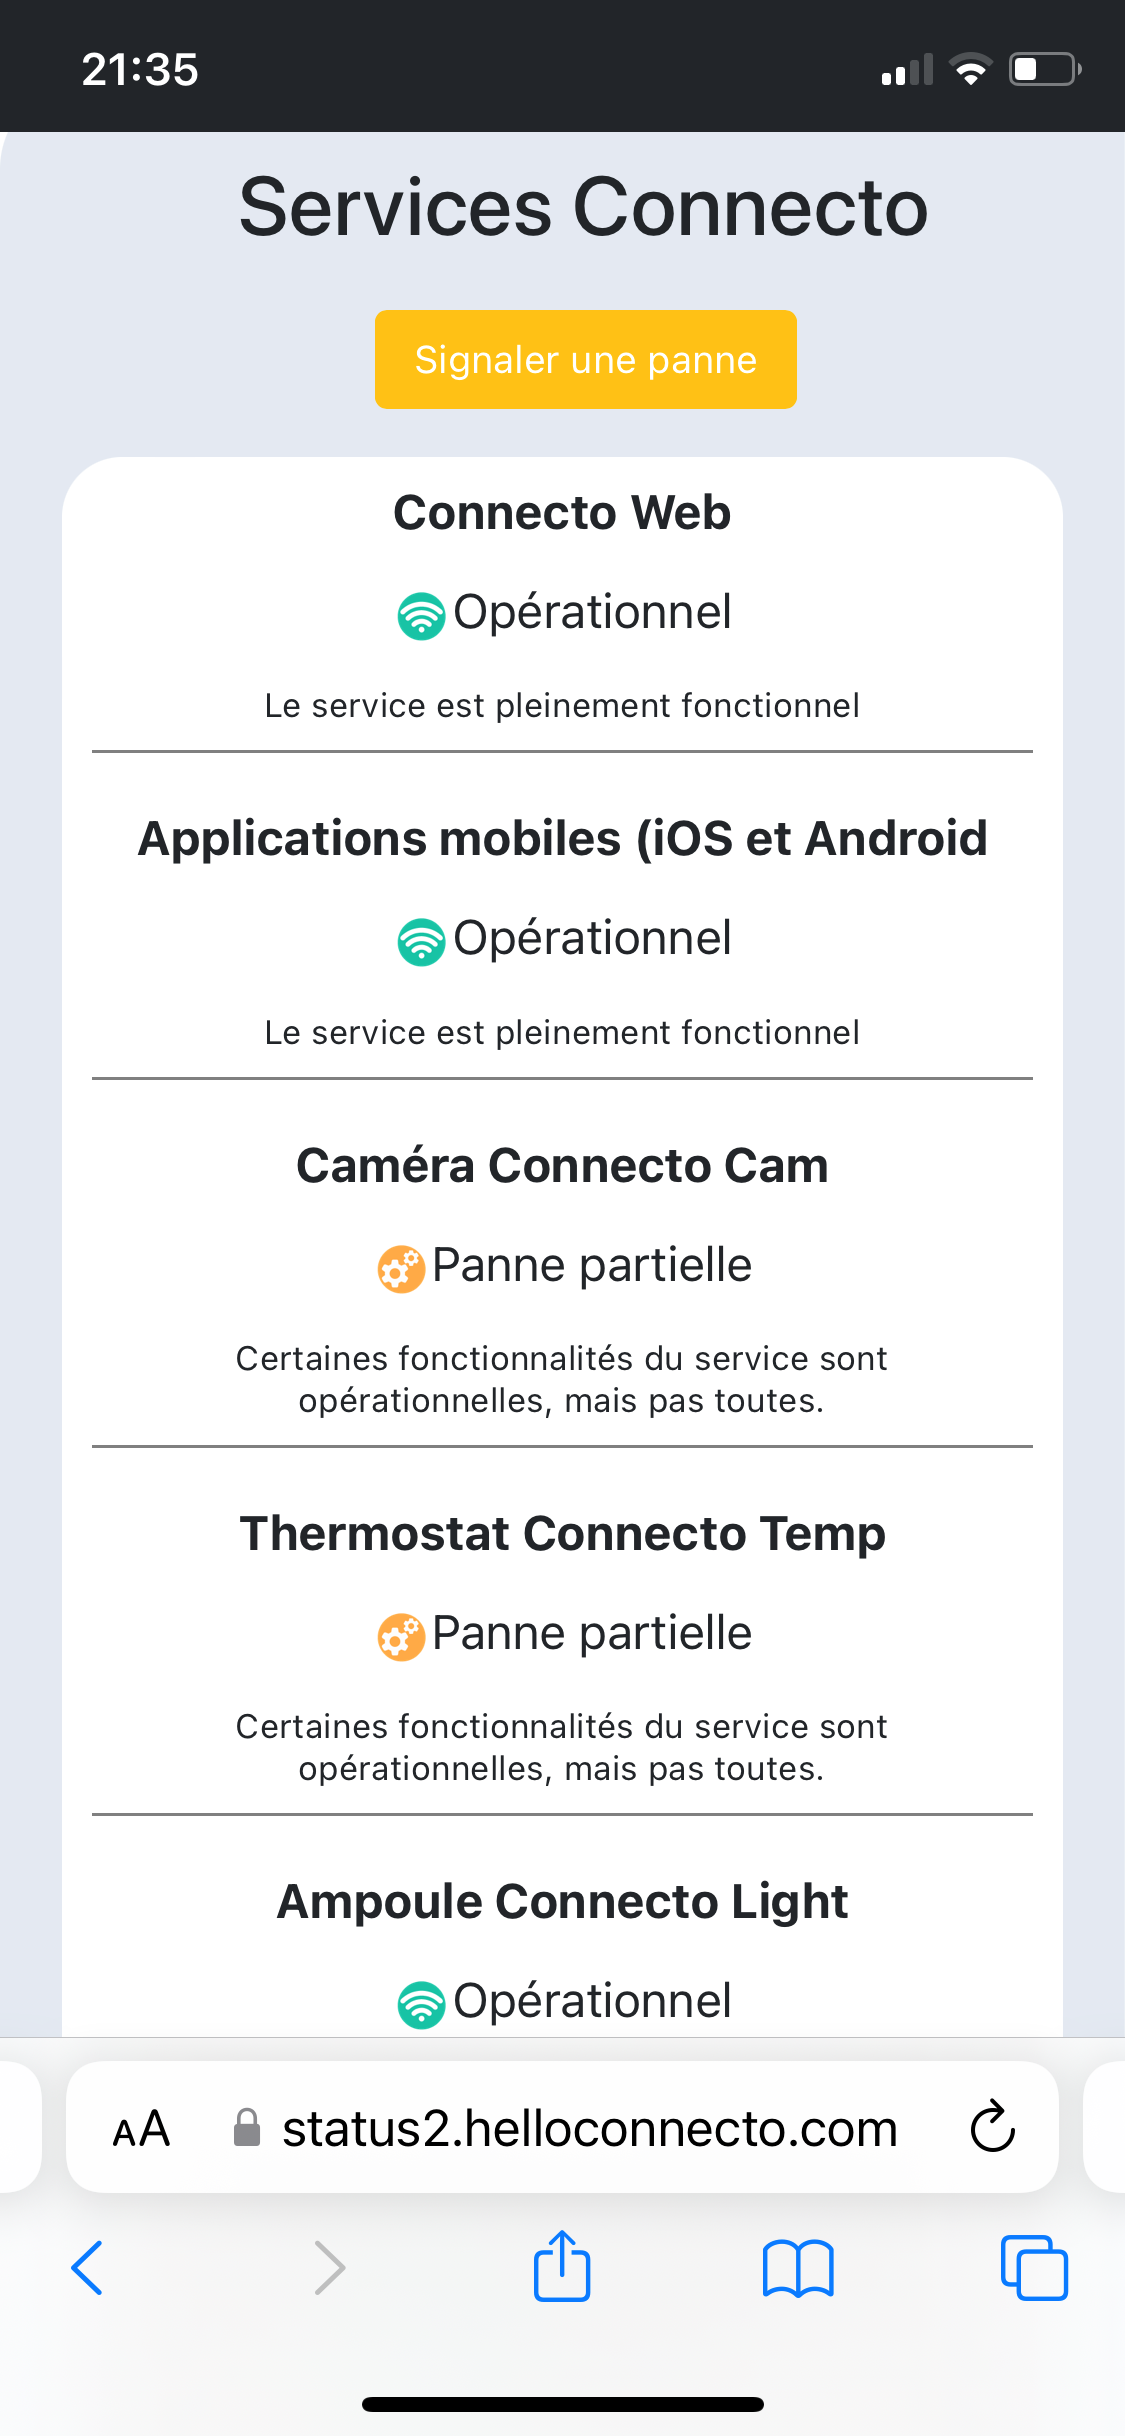 21:35
Services Connecto
Signaler une panne
Connecto Web
Opérationnel
Le service est pleinement fonctionnel
Applications mobiles (iOS et Android
Opérationnel
Le service est pleinement fonctionnel
Caméra Connecto Cam
Panne partielle
Certaines fonctionnalités du service sont
opérationnelles, mais pas toutes.
Thermostat Connecto Temp
Panne partielle
Certaines fonctionnalités du service sont
opérationnelles, mais pas toutes.
Ampoule Connecto Light
Opérationnel
AA status2.helloconnecto.com